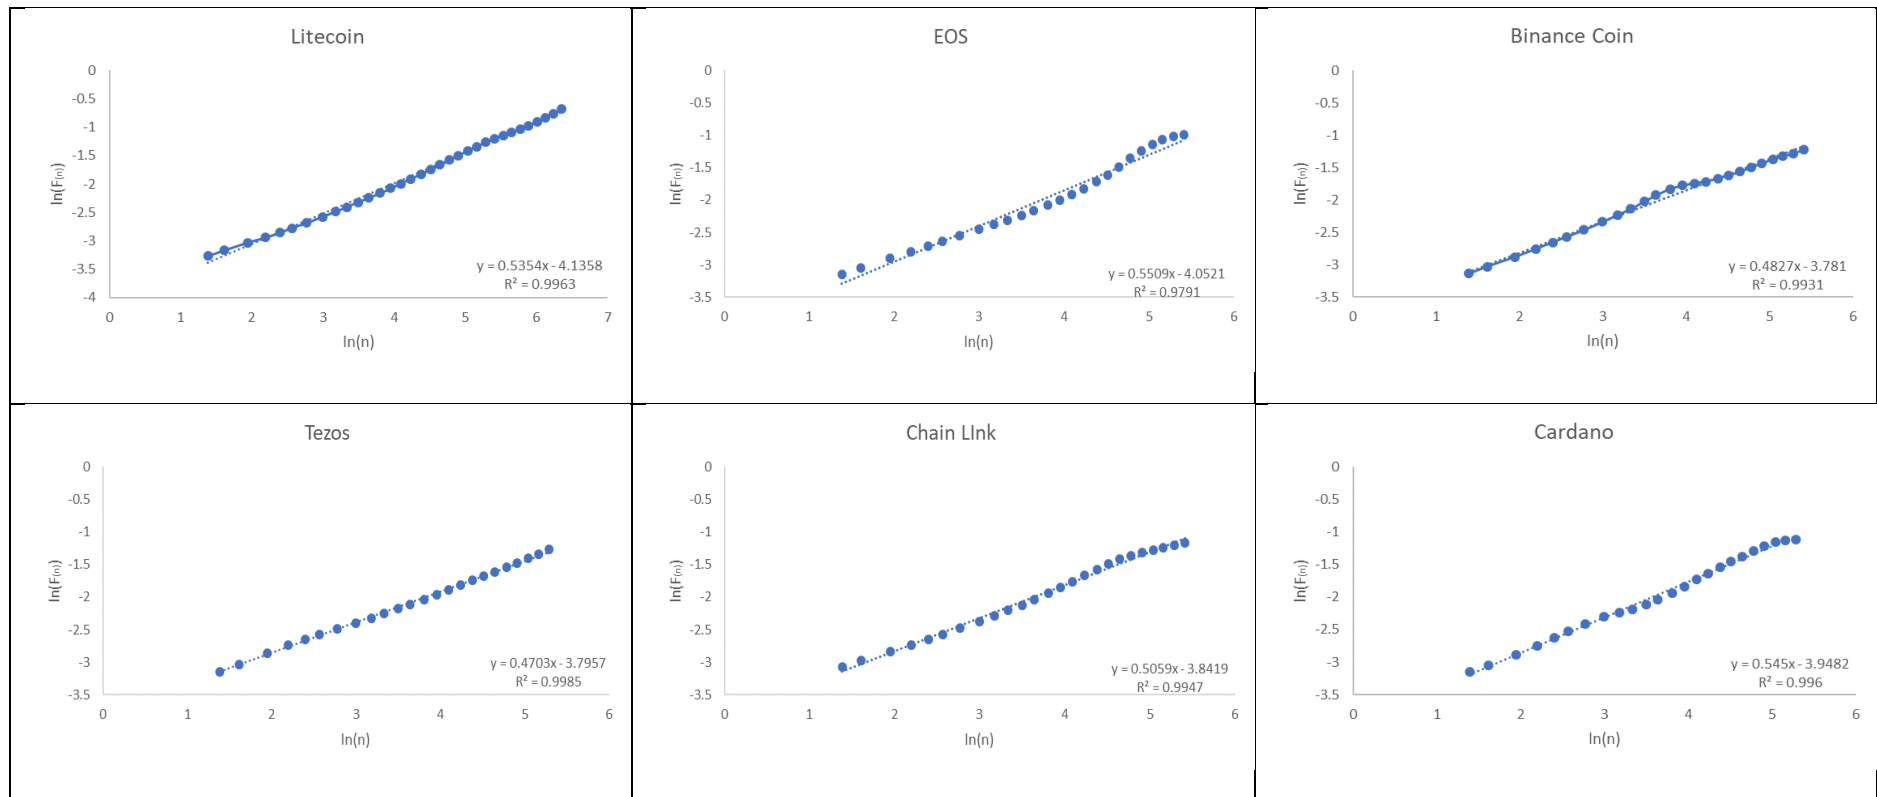 Litecoin
0
-0.5
-1
-1.5
-2
-2.5
-3
-3.5
-4
ln(F(n))
y = 0.5354x - 4.1358
R² = 0.9963
0 1 2 3 4 5 6 7
ln(n)
EOS
0
-0.5
-1
-1.5
-2
-2.5
-3
-3.5
ln(F(n))
y = 0.5509x - 4.0521
R² = 0.9791
0 1 2 3 4 5 6
ln(n)
Binance Coin
0
-0.5
-1
-1.5
-2
-2.5
-3
-3.5
ln(F(n))
y = 0.4827x - 3.781
R² = 0.9931
0 1 2 3 4 5 6
ln(n)
Tezos
0
-0.5
-1
-1.5
-2
-2.5
-3
-3.5
ln(F(n))
y = 0.4703x - 3.7957
R² = 0.9985
0 1 2 3 4 5 6
ln(n)
Chain LInk
0
-0.5
-1
-1.5
-2
-2.5
-3
-3.5
ln(F(n))
y = 0.5059x - 3.8419
R² = 0.9947
0 1 2 3 4 5 6
ln(n)
Cardano
0
-0.5
-1
-1.5
-2
-2.5
-3
-3.5
ln(F(n))
y = 0.545x - 3.9482
R² = 0.996
0 1 2 3 4 5 6
ln(n)